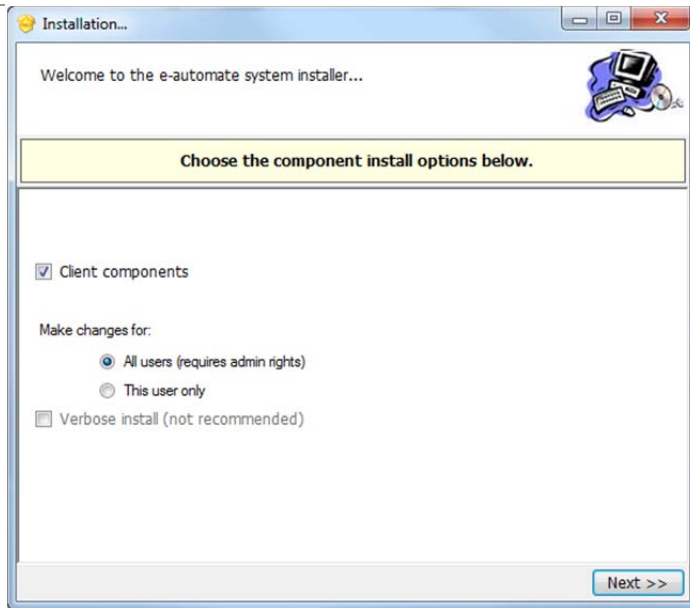 Installation...
Welcome to the e-automate system installer...
Choose the component install options below.
Client components
Make changes for:
All users (requires admin rights)
This user only
Verbose install (not recommended)
Next >>